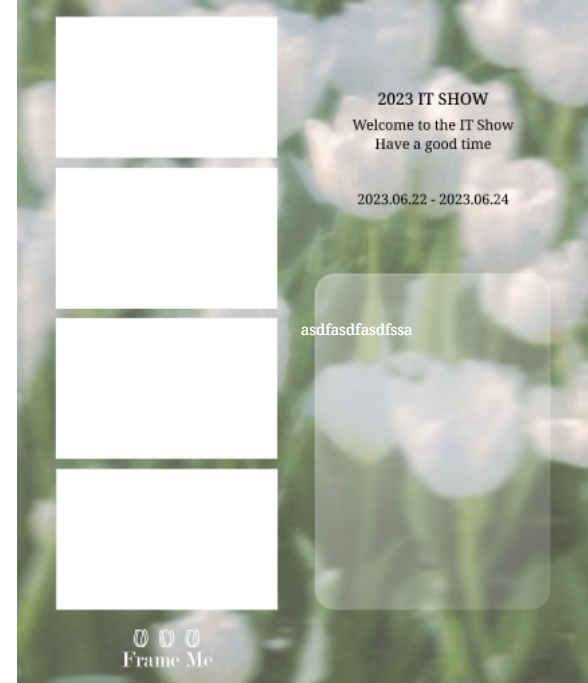 2023 IT SHOW
Welcome to the IT Show
Have a good time
2023.06.22 - 2023.06.24
asdfasdfasdfssa
Frame Me